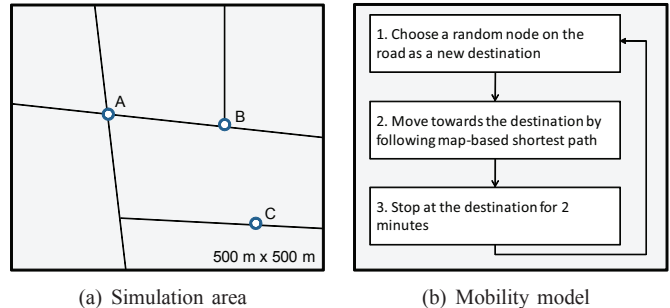 A
B
C
500 m x 500 m
(a) Simulation area
1. Choose a random node on the
road as a new destination
2. Move towards the destination by
following map-based shortest path
3. Stop at the destination for 2
minutes
(b) Mobility model